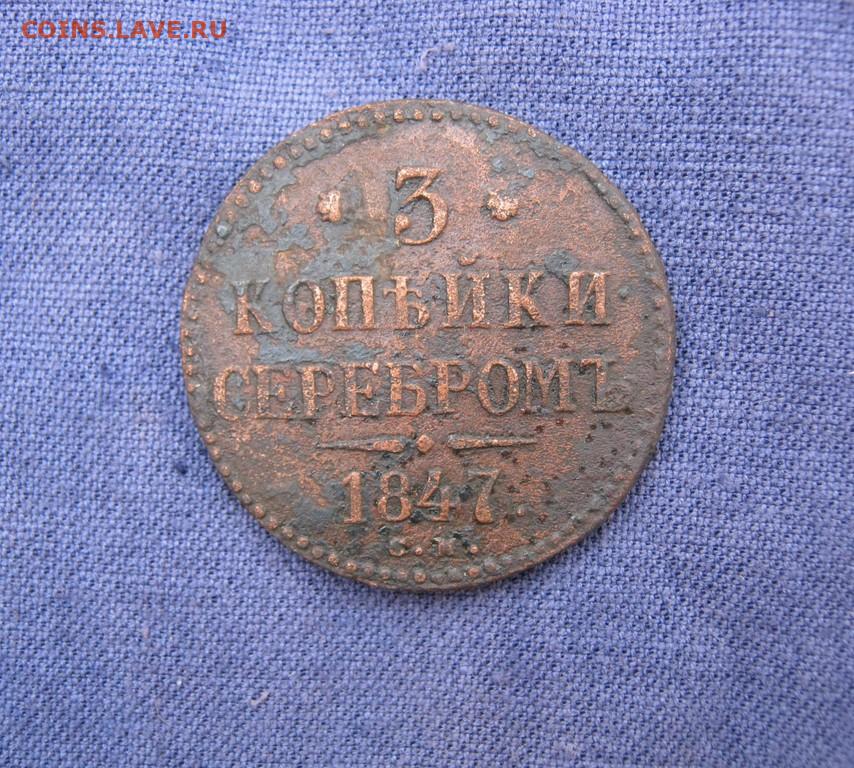 COINS.LAVE.RU
3
КОПѢЙКИ
СЕРЕБРОМЪ
1847.
С.М.